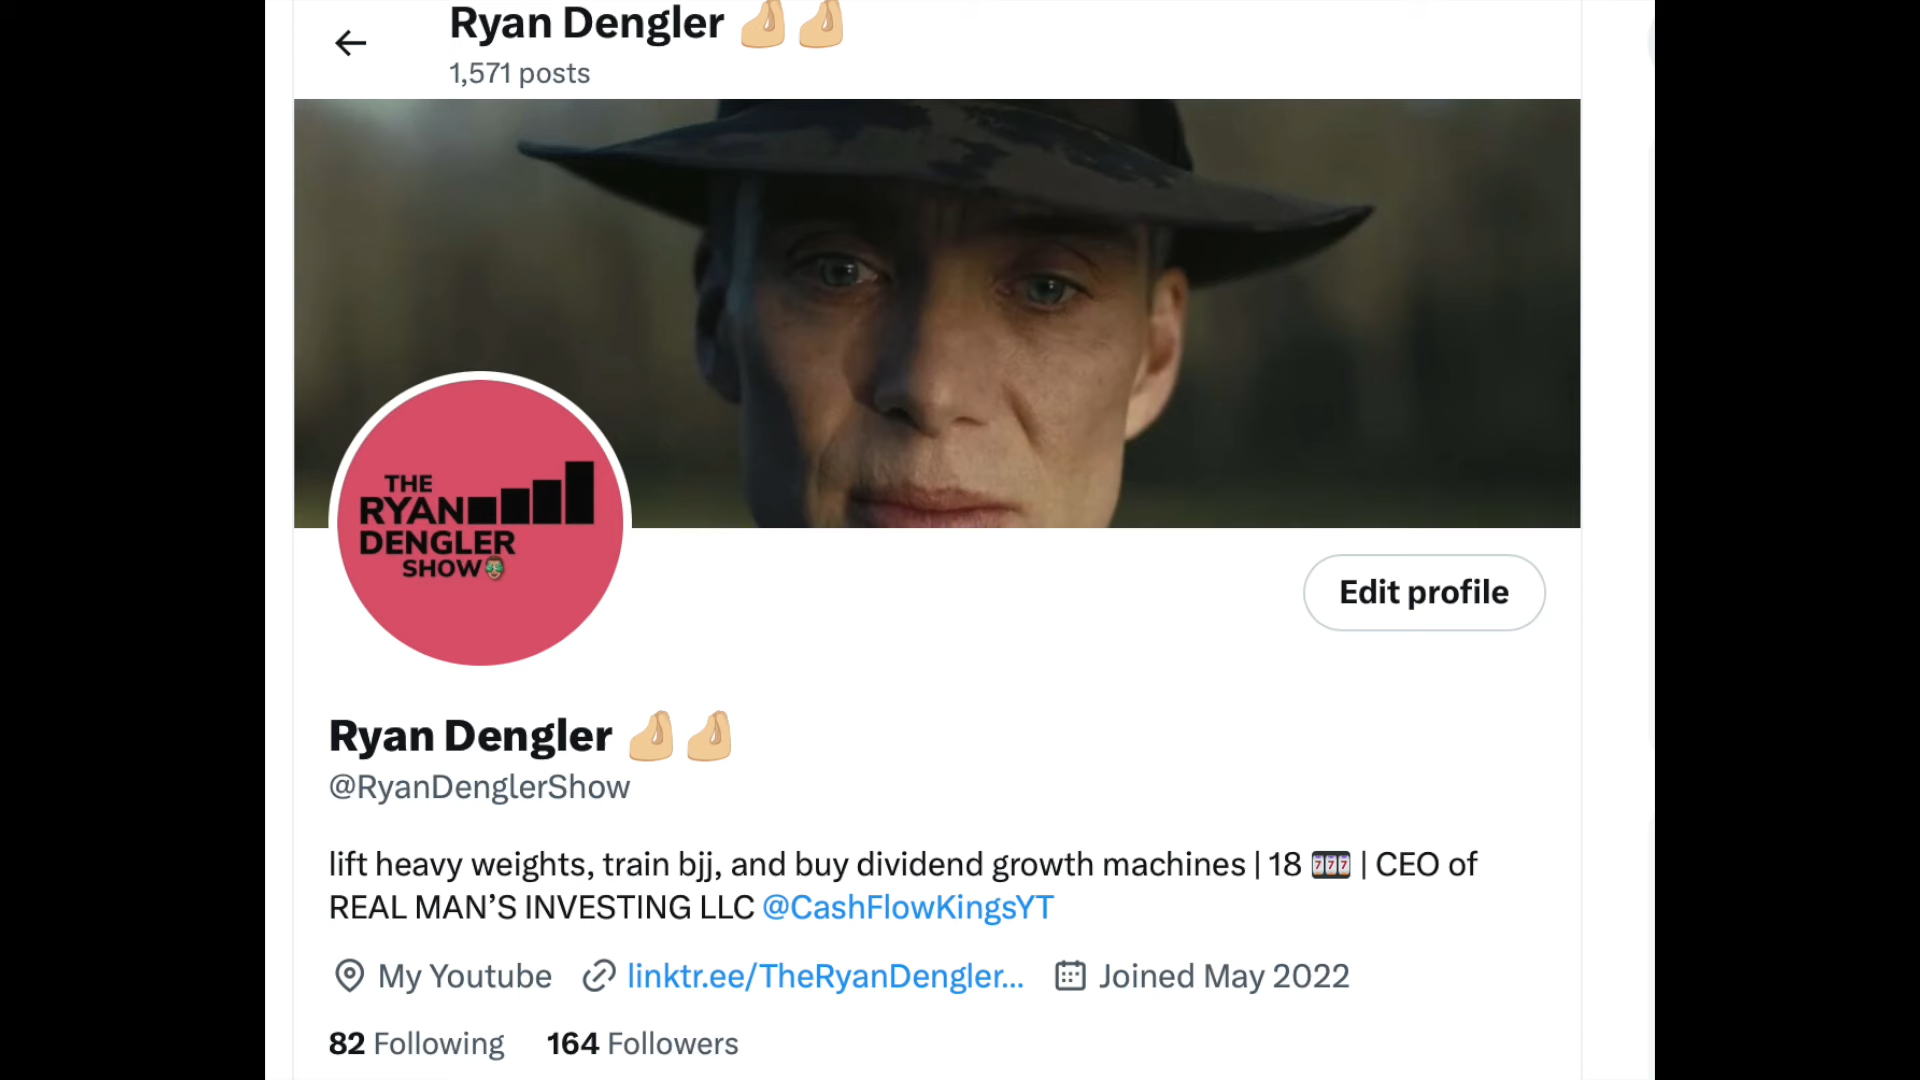 Ryan Dengler 🤌🏼🤌🏼
1,571 posts
THE
RYAN
DENGLER
SHOW
Edit profile
Ryan Dengler 🤌🏼🤌🏼
@RyanDenglerShow
lift heavy weights, train bjj, and buy dividend growth machines | 18 🎰 | CEO of
REAL MAN’S INVESTING LLC @CashFlowKingsYT
My Youtube linktr.ee/TheRyanDengler... Joined May 2022
82 Following 164 Followers